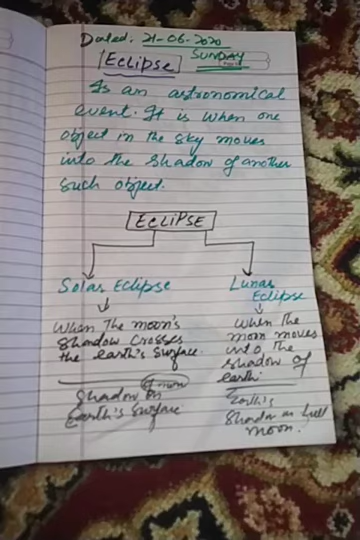 Dated: 21-06-2020
SUNDAY
Eclipse
Is an astronomical
event. It is when one
object in the sky moves
into the shadow of another
such object.
ECLIPSE
Solar Eclipse
When The moon's
shadow crosses
the earth's surface.
Shadow on
Earth's Surface
Lunar
Eclipse
When the
moon moves
into the
shadow of
earth.
Earth's
Shadow on full
moon.